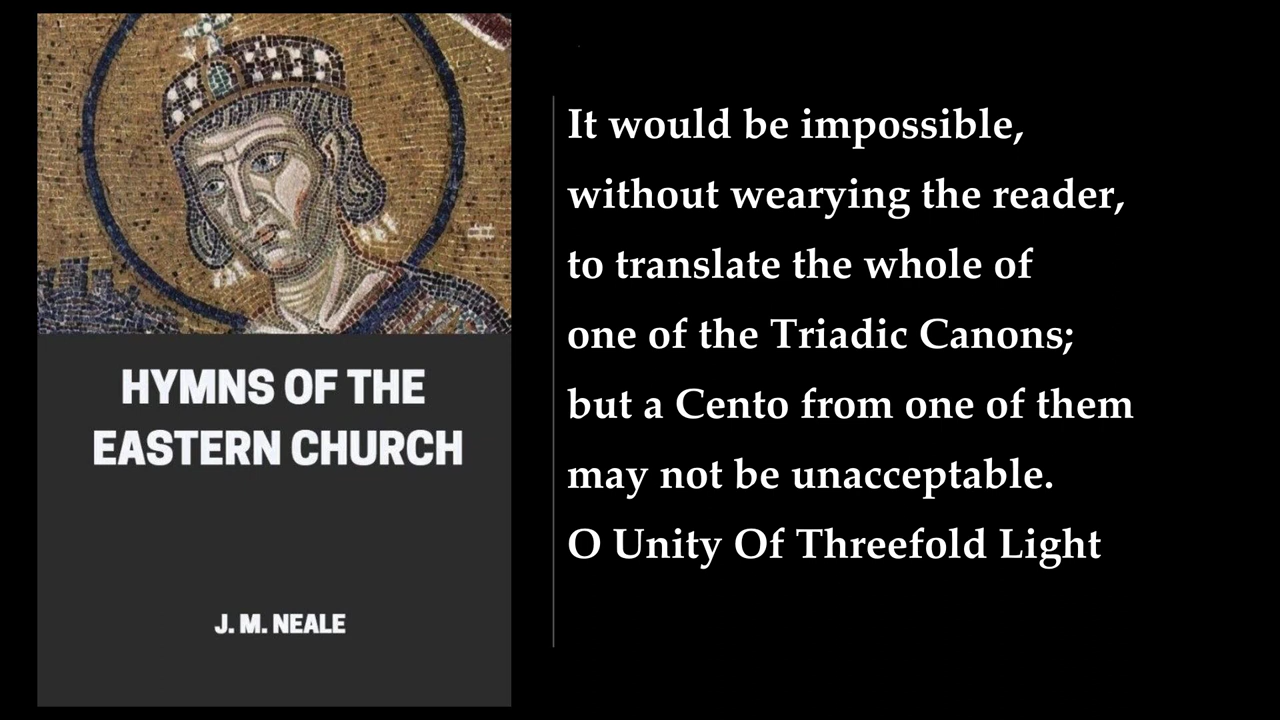 HYMNS OF THE
EASTERN CHURCH
J. M. NEALE
It would be impossible,
without wearying the reader,
to translate the whole of
one of the Triadic Canons;
but a Cento from one of them
may not be unacceptable.
O Unity Of Threefold Light